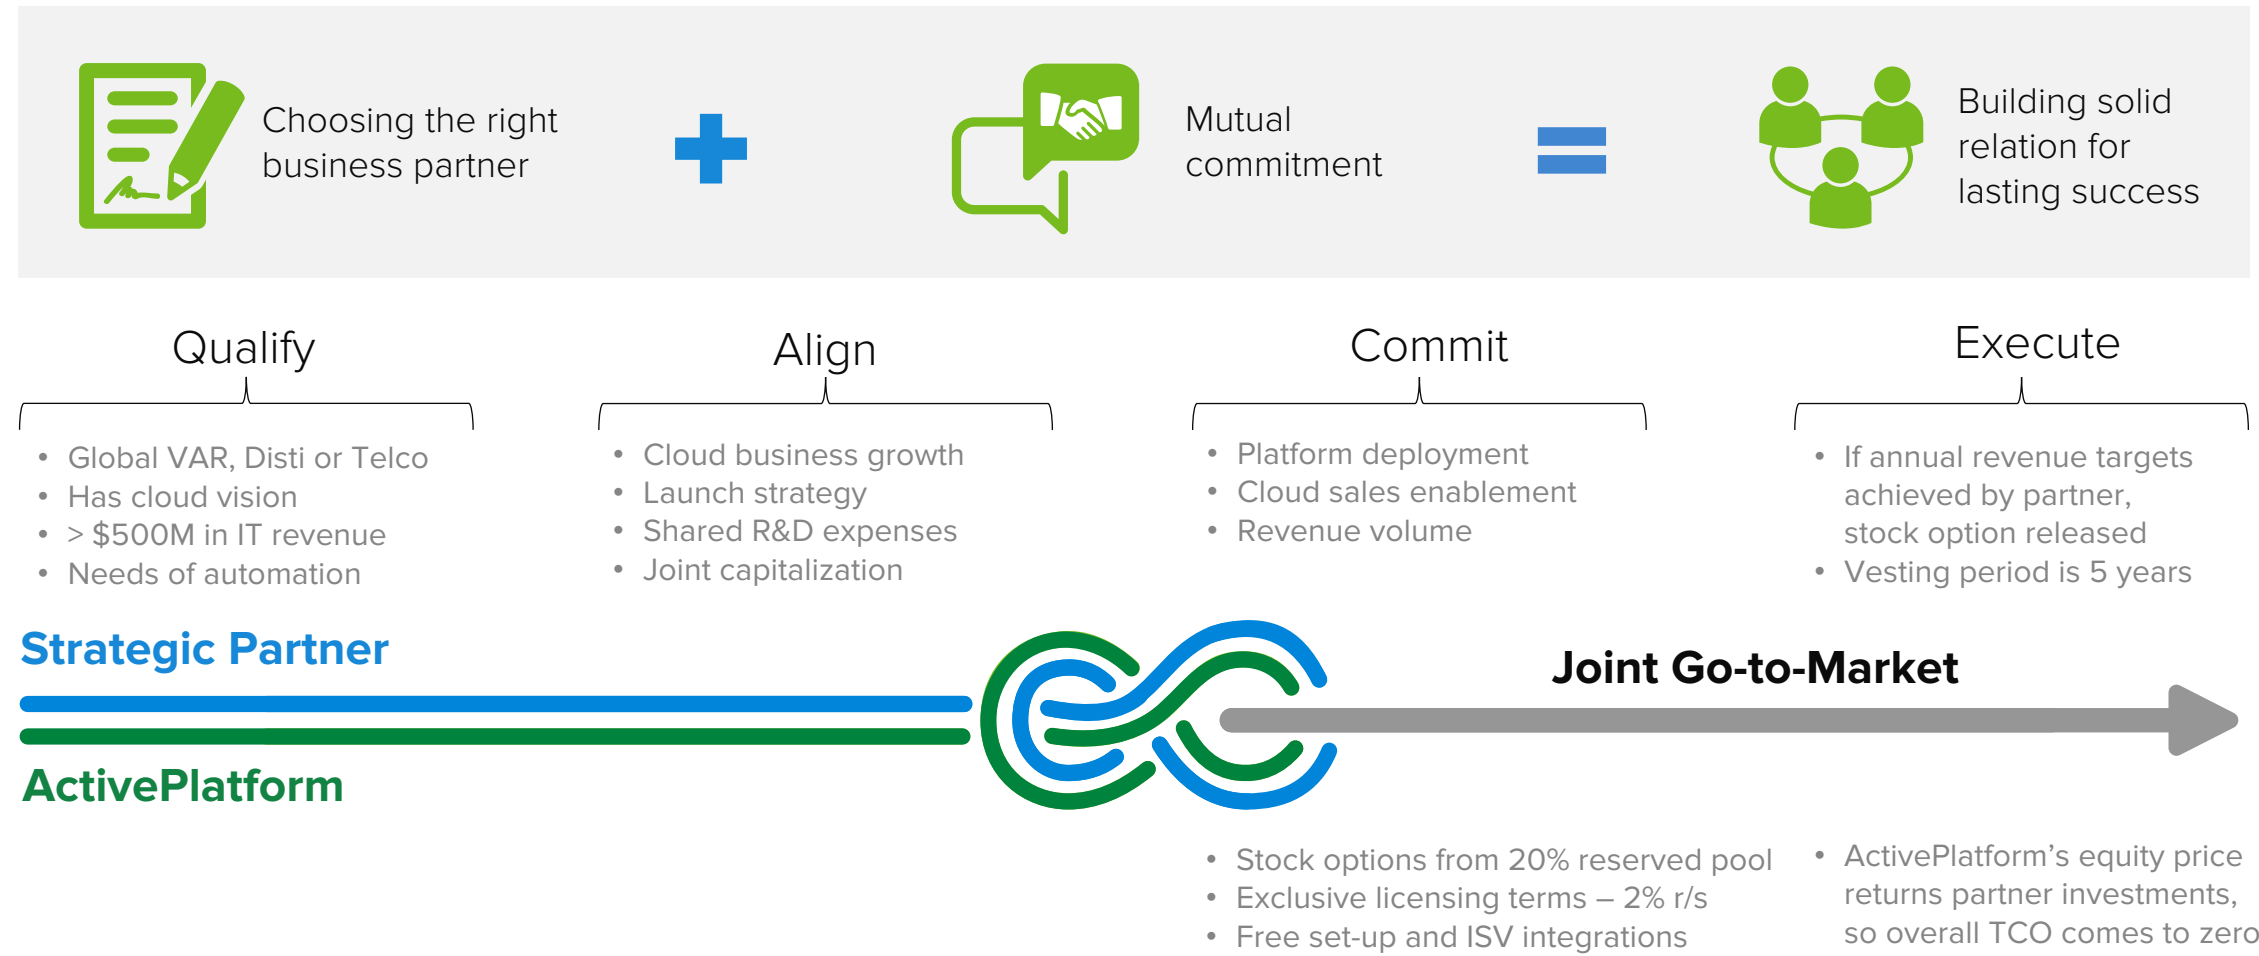 Choosing the right
business partner
Mutual
commitment
Building solid
relation for
lasting success
Qualify
• Global VAR, Disti or Telco
• Has cloud vision
• > $500M in IT revenue
• Needs of automation
Align
• Cloud business growth
• Launch strategy
• Shared R&D expenses
• Joint capitalization
Commit
• Platform deployment
• Cloud sales enablement
• Revenue volume
Execute
• If annual revenue targets
achieved by partner,
stock option released
• Vesting period is 5 years
Strategic Partner
ActivePlatform
Joint Go-to-Market
• Stock options from 20% reserved pool
• Exclusive licensing terms – 2% r/s
• Free set-up and ISV integrations
• ActivePlatform’s equity price
returns partner investments,
so overall TCO comes to zero